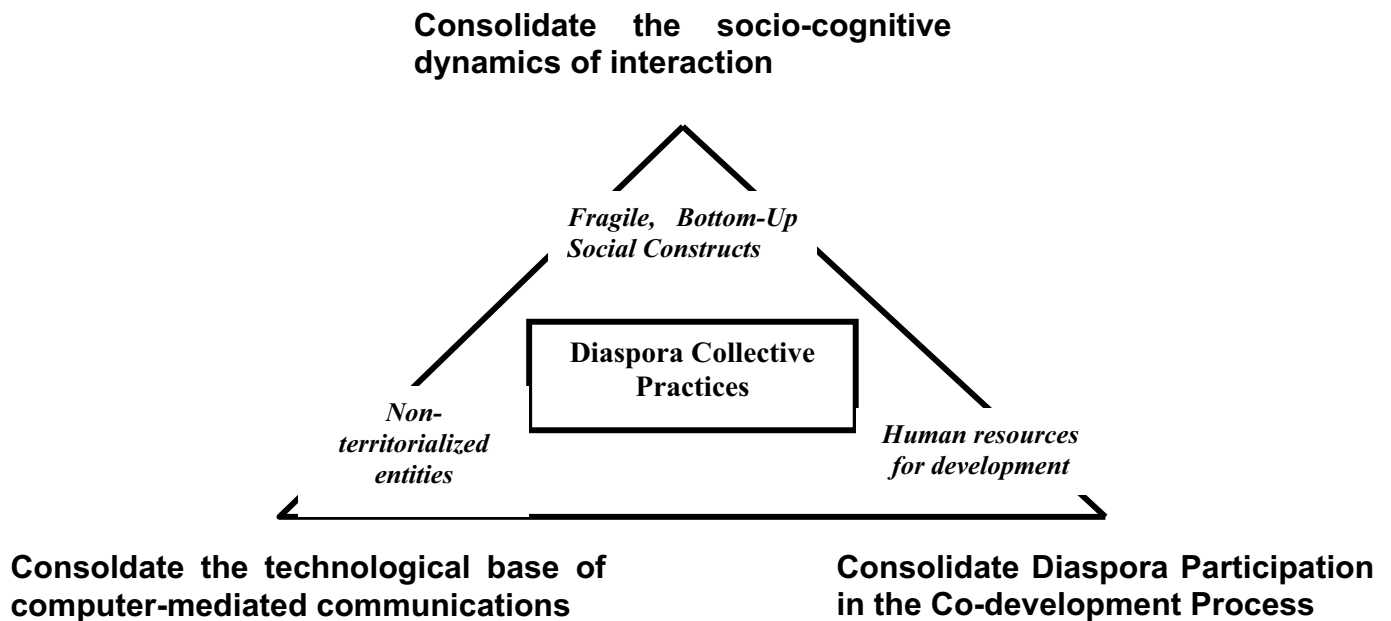 Consolidate the socio-cognitive
dynamics of interaction
Fragile, Bottom-Up
Social Constructs
Diaspora Collective
Practices
Non-
territorialized
entities
Human resources
for development
Consoldate the technological base of
computer-mediated communications
Consolidate Diaspora Participation
in the Co-development Process